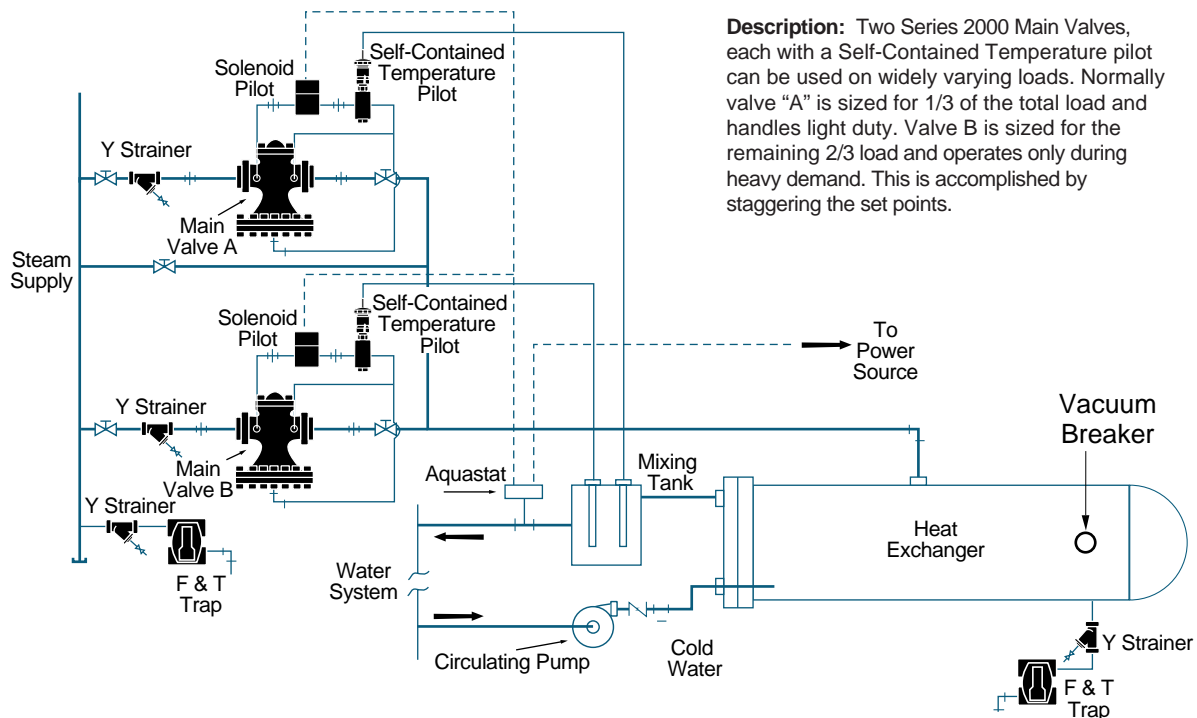 Description: Two Series 2000 Main Valves,
each with a Self-Contained Temperature pilot
can be used on widely varying loads. Normally
valve “A” is sized for 1/3 of the total load and
handles light duty. Valve B is sized for the
remaining 2/3 load and operates only during
heavy demand. This is accomplished by
staggering the set points.
Self-Contained
Temperature
Pilot
Solenoid
Pilot
Y Strainer
Main
Valve A
Steam
Supply
Self-Contained
Temperature
Pilot
Solenoid
Pilot
To
Power
Source
Y Strainer
Main
Valve B
Vacuum
Breaker
Aquastat
Mixing
Tank
Y Strainer
F & T
Trap
Heat
Exchanger
Water
System
Circulating Pump
Cold
Water
Y Strainer
F & T
Trap